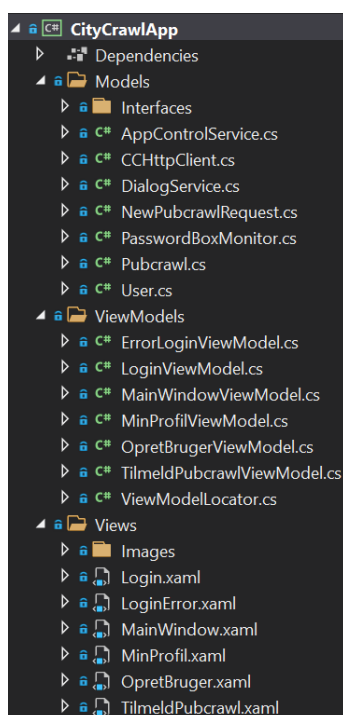 C# CityCrawlApp
Dependencies
Models
Interfaces
C# AppControlService.cs
C# CCHttpClient.cs
C# DialogService.cs
C# NewPubcrawlRequest.cs
C# PasswordBoxMonitor.cs
C# Pubcrawl.cs
C# User.cs
ViewModels
C# ErrorLoginViewModel.cs
C# LoginViewModel.cs
C# MainWindowViewModel.cs
C# MinProfilViewModel.cs
C# OpretBrugerViewModel.cs
C# TilmeldPubcrawlViewModel.cs
C# ViewModelLocator.cs
Views
Images
Login.xaml
LoginError.xaml
MainWindow.xaml
MinProfil.xaml
OpretBruger.xaml
TilmeldPubcrawl.xaml